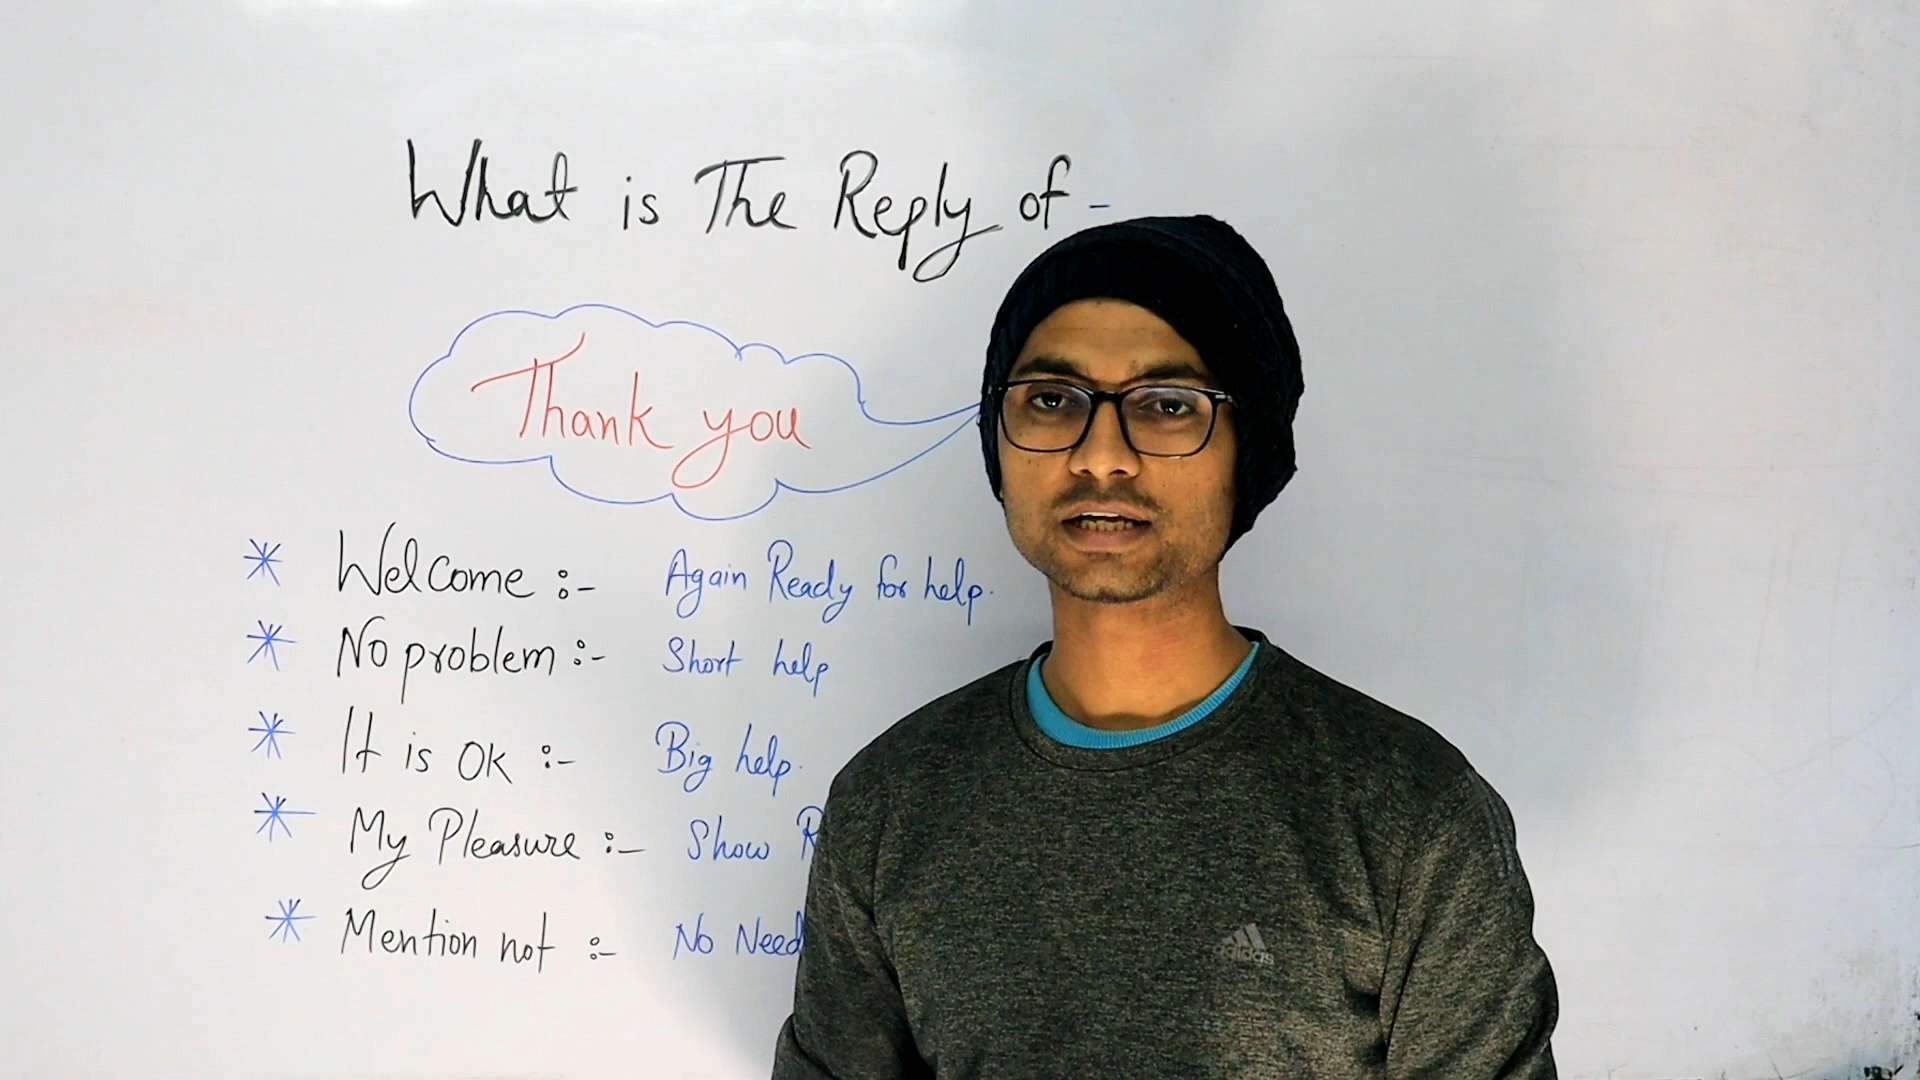 What is The Reply of -
Thank you
* Welcome :- Again Ready for help.
* No problem :- Short help
* It is OK :- Big help.
* My Pleasure :- Show
* Mention not :- No Need
adidas